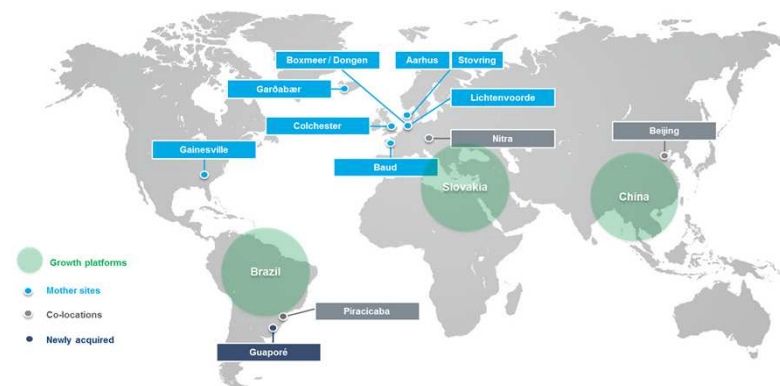 Boxmeer / Dongen
Aarhus
Stovring
Garðabær
Lichtenvoorde
Colchester
Nitra
Beijing
Gainesville
Baud
Slovakia
China
Growth platforms
Brazil
Mother sites
Co-locations
Piracicaba
Newly acquired
Guaporé